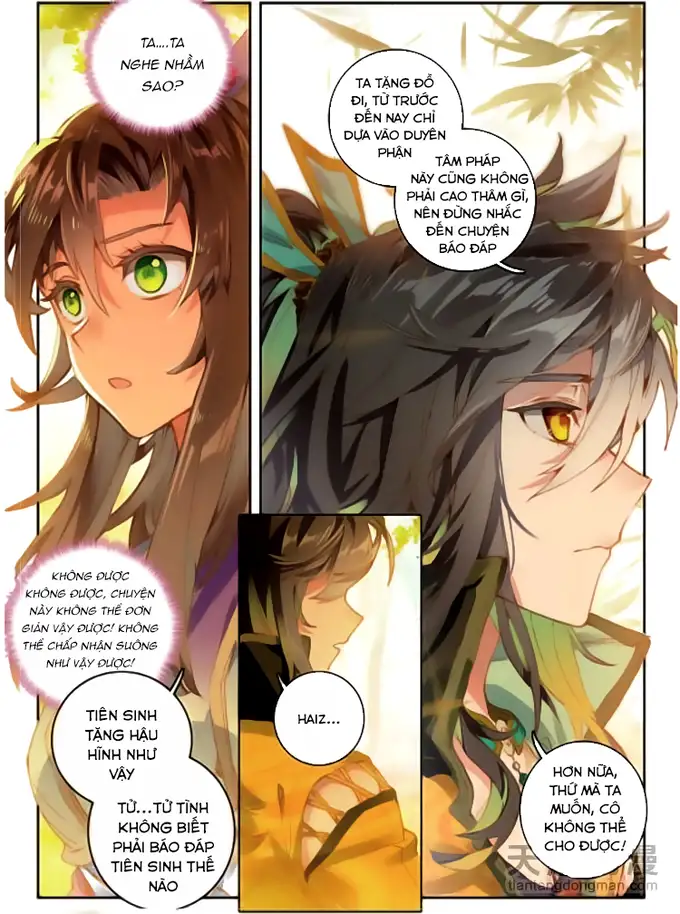 TA....TA
NGHE NHẦM
SAO?
KHÔNG ĐƯỢC
KHÔNG ĐƯỢC, CHUYỆN
NÀY KHÔNG THỂ ĐƠN
GIẢN VẬY ĐƯỢC! KHÔNG
THỂ CHẤP NHẬN SUÔNG
NHƯ VẬY ĐƯỢC!
TIÊN SINH
TẶNG HẬU
HĨNH NHƯ
VẬY
TỬ...TỬ TÌNH
KHÔNG BIẾT
PHẢI BÁO ĐÁP
TIÊN SINH THẾ
NÀO
TA TẶNG ĐỒ
ĐI, TỪ TRƯỚC
ĐẾN NAY CHỈ
DỰA VÀO DUYÊN
PHẬN
TÂM PHÁP
NÀY CŨNG KHÔNG
PHẢI CAO THÂM GÌ,
NÊN ĐỪNG NHẮC
ĐẾN CHUYỆN
BÁO ĐÁP
HAIZ...
HƠN NỮA,
THỨ MÀ TA
MUỐN, CÔ
KHÔNG THỂ
CHO ĐƯỢC!
tiantangdongman.com